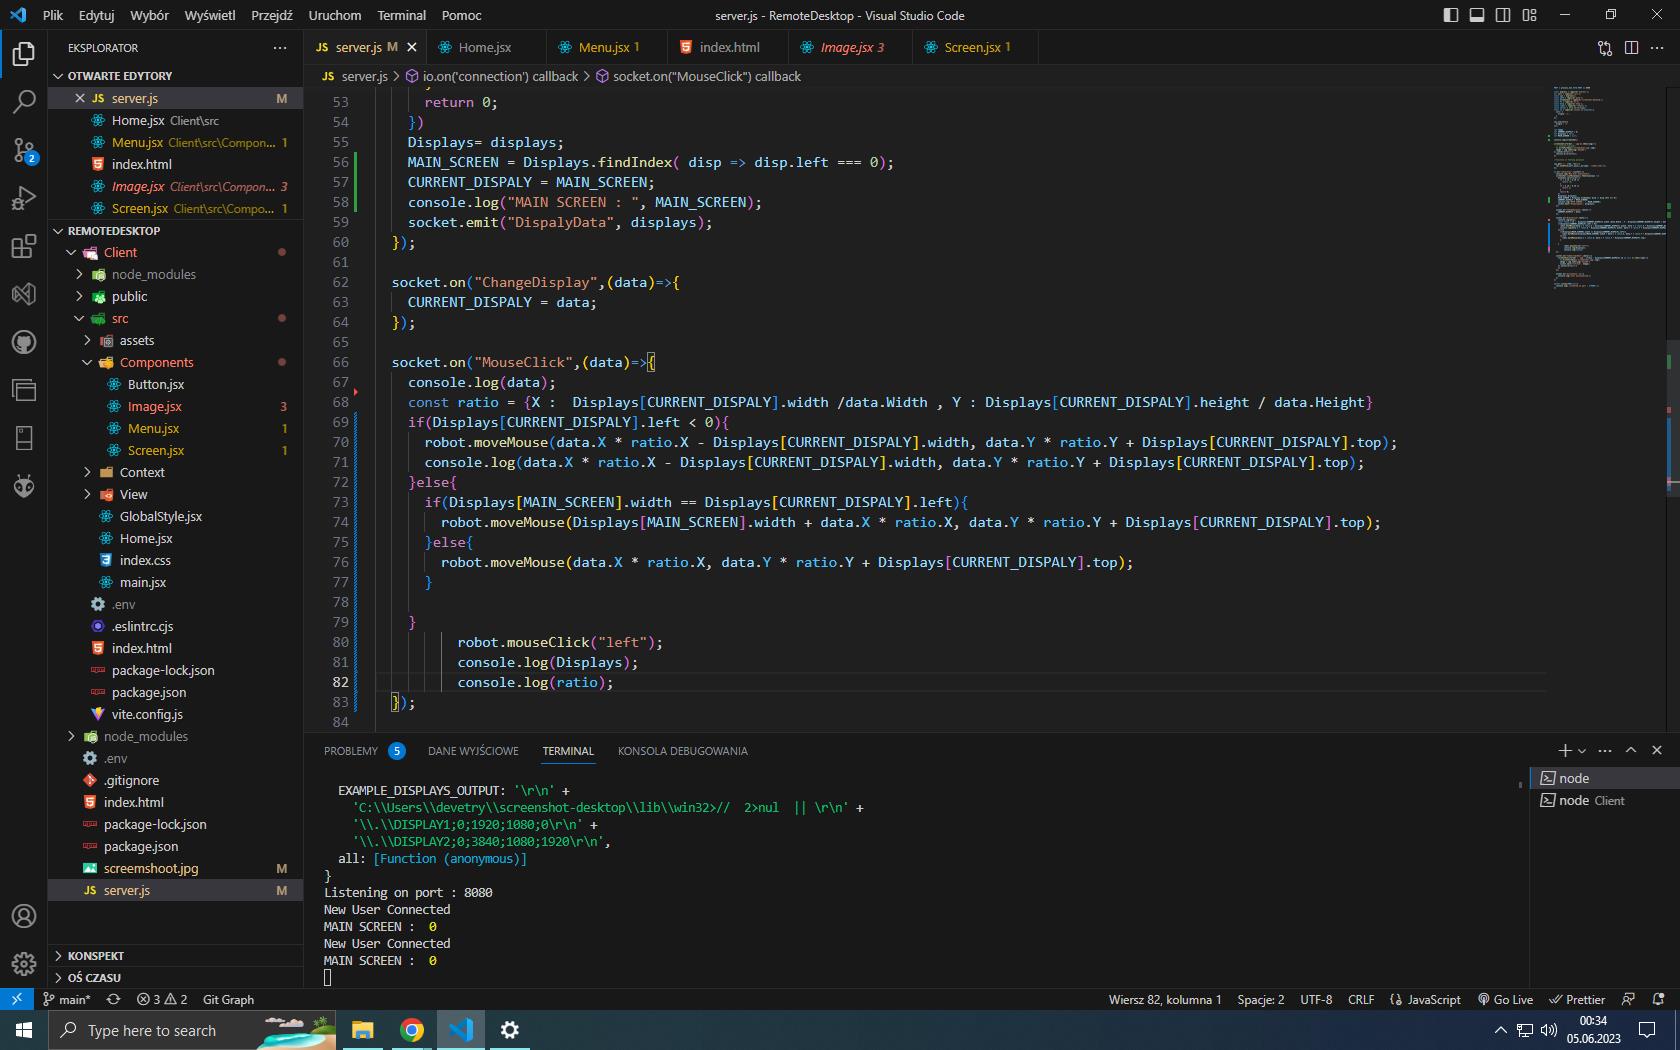 Plik Edytuj Wybór Wyświetl Przejdź Uruchom Terminal Pomoc
server.js - RemoteDesktop - Visual Studio Code
EKSPLORATOR
OTWARTE EDYTORY
JS server.js M
Home.jsx Client\src
Menu.jsx Client\src\Compon... 1
index.html
Image.jsx Client\src\Compon... 3
Screen.jsx Client\src\Compo... 1
REMOTEDESKTOP
Client
node_modules
public
src
assets
Components
Button.jsx
Image.jsx 3
Menu.jsx 1
Screen.jsx 1
Context
View
GlobalStyle.jsx
Home.jsx
index.css
main.jsx
.env
.eslintrc.cjs
index.html
package-lock.json
package.json
vite.config.js
node_modules
.env
.gitignore
index.html
package-lock.json
package.json
screemshoot.jpg M
JS server.js M
KONSPEKT
OŚ CZASU
2
JS server.js M
Home.jsx
Menu.jsx 1
index.html
Image.jsx 3
Screen.jsx 1
JS server.js > io.on('connection') callback > socket.on("MouseClick") callback
53 return 0;
54 })
55 Displays= displays;
56 MAIN_SCREEN = Displays.findIndex( disp => disp.left === 0);
57 CURRENT_DISPALY = MAIN_SCREEN;
58 console.log("MAIN SCREEN : ", MAIN_SCREEN);
59 socket.emit("DispalyData", displays);
60 });
61
62 socket.on("ChangeDisplay",(data)=>{
63 CURRENT_DISPALY = data;
64 });
65
66 socket.on("MouseClick",(data)=>{
67 console.log(data);
68 const ratio = {X :  Displays[CURRENT_DISPALY].width /data.Width , Y : Displays[CURRENT_DISPALY].height / data.Height}
69 if(Displays[CURRENT_DISPALY].left < 0){
70 robot.moveMouse(data.X * ratio.X - Displays[CURRENT_DISPALY].width, data.Y * ratio.Y + Displays[CURRENT_DISPALY].top);
71 console.log(data.X * ratio.X - Displays[CURRENT_DISPALY].width, data.Y * ratio.Y + Displays[CURRENT_DISPALY].top);
72 }else{
73 if(Displays[MAIN_SCREEN].width == Displays[CURRENT_DISPALY].left){
74 robot.moveMouse(Displays[MAIN_SCREEN].width + data.X * ratio.X, data.Y * ratio.Y + Displays[CURRENT_DISPALY].top);
75 }else{
76 robot.moveMouse(data.X * ratio.X, data.Y * ratio.Y + Displays[CURRENT_DISPALY].top);
77 }
78
79 }
80 robot.mouseClick("left");
81 console.log(Displays);
82 console.log(ratio);
83 });
84
PROBLEMY 5 DANE WYJŚCIOWE TERMINAL KONSOLA DEBUGOWANIA
EXAMPLE_DISPLAYS_OUTPUT: '\r\n' +
'C:\\Users\\devetry\\screenshot-desktop\\lib\\win32>//  2>nul  || \r\n' +
'\\.\\DISPLAY1;0;1920;1080;0\r\n' +
'\\.\\DISPLAY2;0;3840;1080;1920\r\n',
all: [Function (anonymous)]
}
Listening on port : 8080
New User Connected
MAIN SCREEN :  0
New User Connected
MAIN SCREEN :  0
node
node Client
main* 3 2 Git Graph
Wiersz 82, kolumna 1 Spacje: 2 UTF-8 CRLF {} JavaScript Go Live Prettier
Type here to search
00:34
05.06.2023